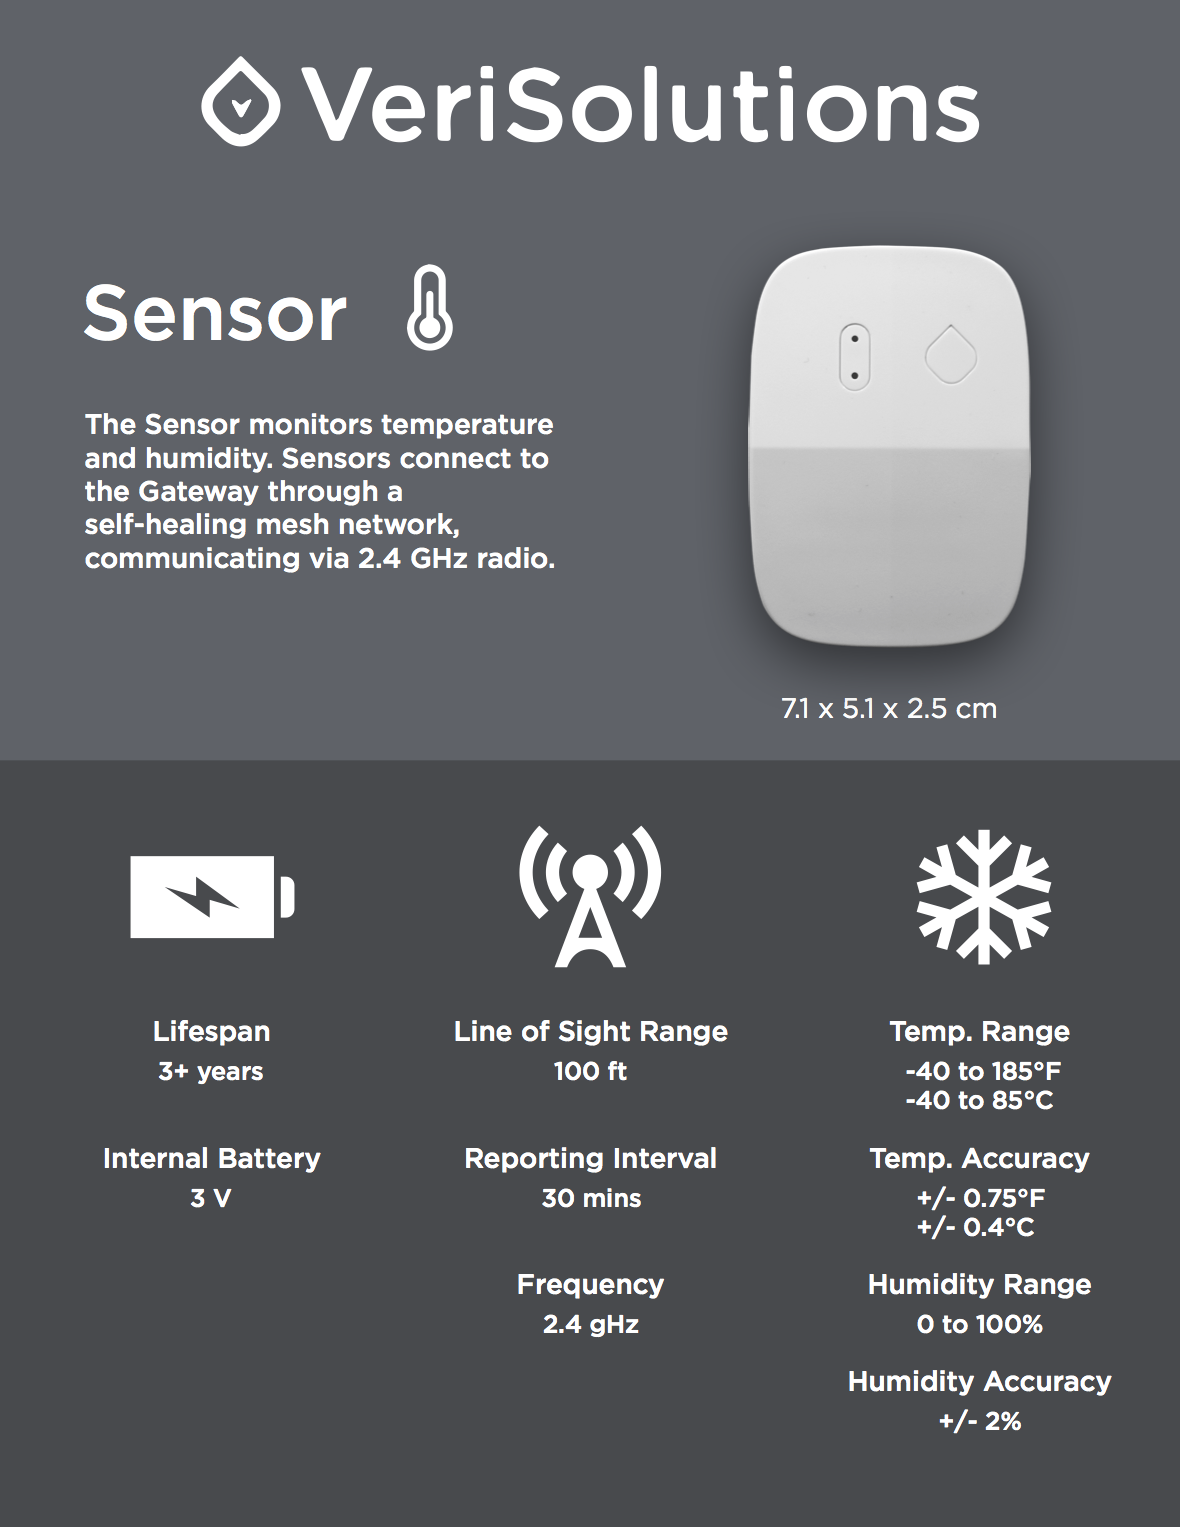 VeriSolutions
Sensor
The Sensor monitors temperature
and humidity. Sensors connect to
the Gateway through a
self-healing mesh network,
communicating via 2.4 GHz radio.
7.1 x 5.1 x 2.5 cm
Lifespan
3+ years
Internal Battery
3 V
Line of Sight Range
100 ft
Reporting Interval
30 mins
Frequency
2.4 gHz
Temp. Range
-40 to 185°F
-40 to 85°C
Temp. Accuracy
+/- 0.75°F
+/- 0.4°C
Humidity Range
0 to 100%
Humidity Accuracy
+/- 2%